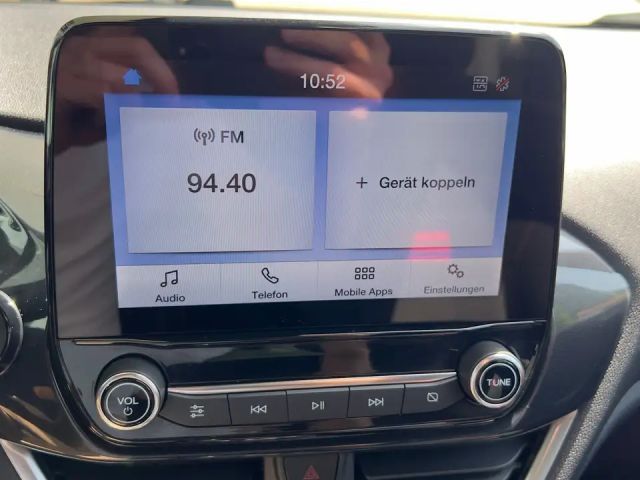 10:52
FM
94.40
+ Gerät koppeln
Audio
Telefon
Mobile Apps
Einstellungen
VOL
TUNE